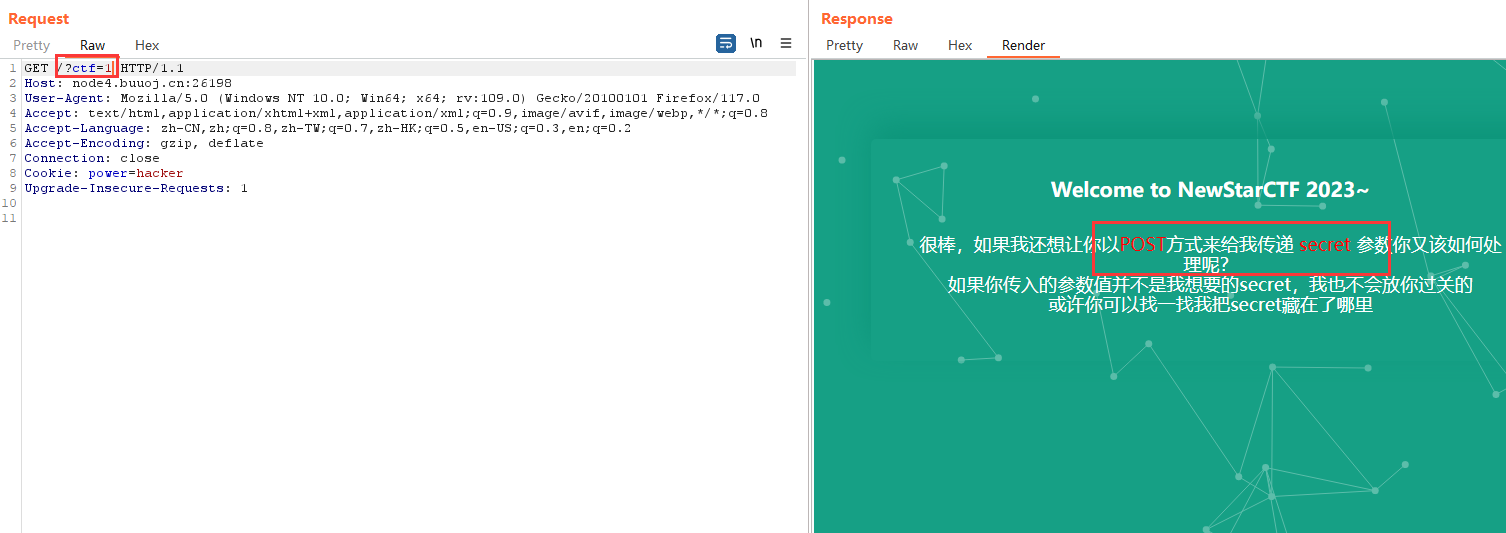 Request
Pretty Raw Hex
\n
1 GET /?ctf=1 HTTP/1.1
2 Host: node4.buuoj.cn:26198
3 User-Agent: Mozilla/5.0 (Windows NT 10.0; Win64; x64; rv:109.0) Gecko/20100101 Firefox/117.0
4 Accept: text/html,application/xhtml+xml,application/xml;q=0.9,image/avif,image/webp,*/*;q=0.8
5 Accept-Language: zh-CN,zh;q=0.8,zh-TW;q=0.7,zh-HK;q=0.5,en-US;q=0.3,en;q=0.2
6 Accept-Encoding: gzip, deflate
7 Connection: close
8 Cookie: power=hacker
9 Upgrade-Insecure-Requests: 1
10
11
Response
Pretty Raw Hex Render
Welcome to NewStarCTF 2023~
很棒，如果我还想让你以POST方式来给我传递 secret 参数你又该如何处
理呢？
如果你传入的参数值并不是我想要的secret，我也不会放你过关的
或许你可以找一找我把secret藏在了哪里